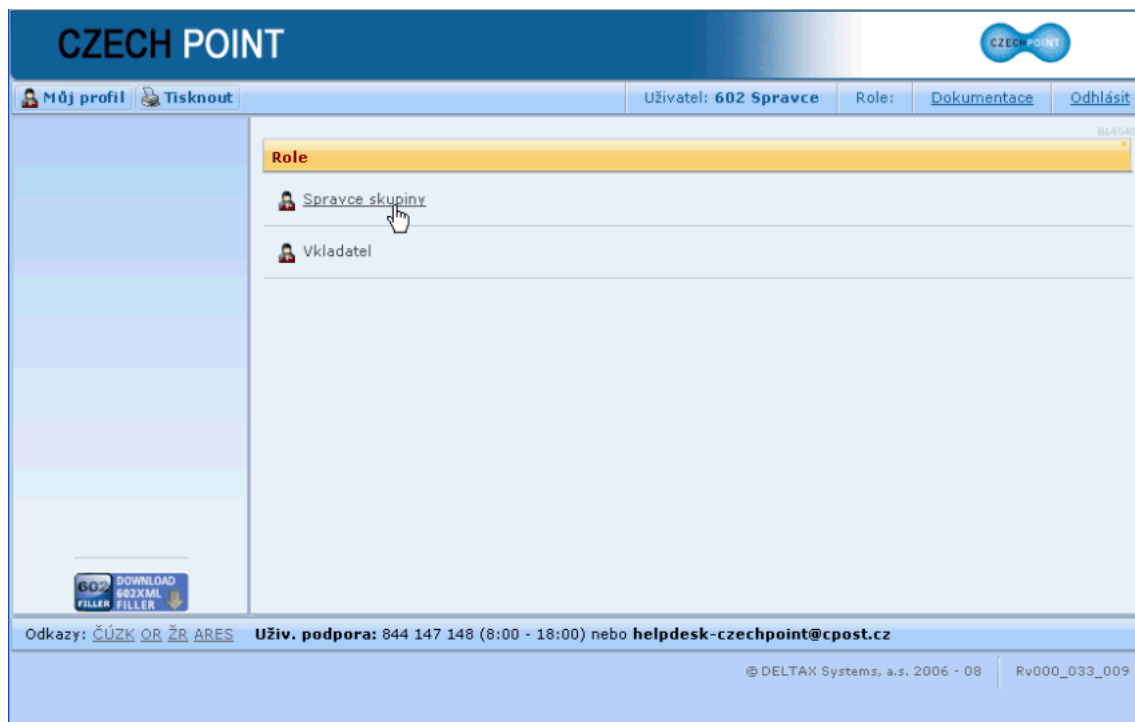 CZECH POINT
CZECHPOINT
Můj profil Tisknout Uživatel: 602 Spravce Role: Dokumentace Odhlásit
B14540
Role
Spravce skupiny
Vkladatel
602 FILLER DOWNLOAD 602XML FILLER
Odkazy: ČÚZK OR ŽR ARES Uživ. podpora: 844 147 148 (8:00 - 18:00) nebo helpdesk-czechpoint@cpost.cz
© DELTAX Systems, a.s. 2006 - 08 Rv000_033_009